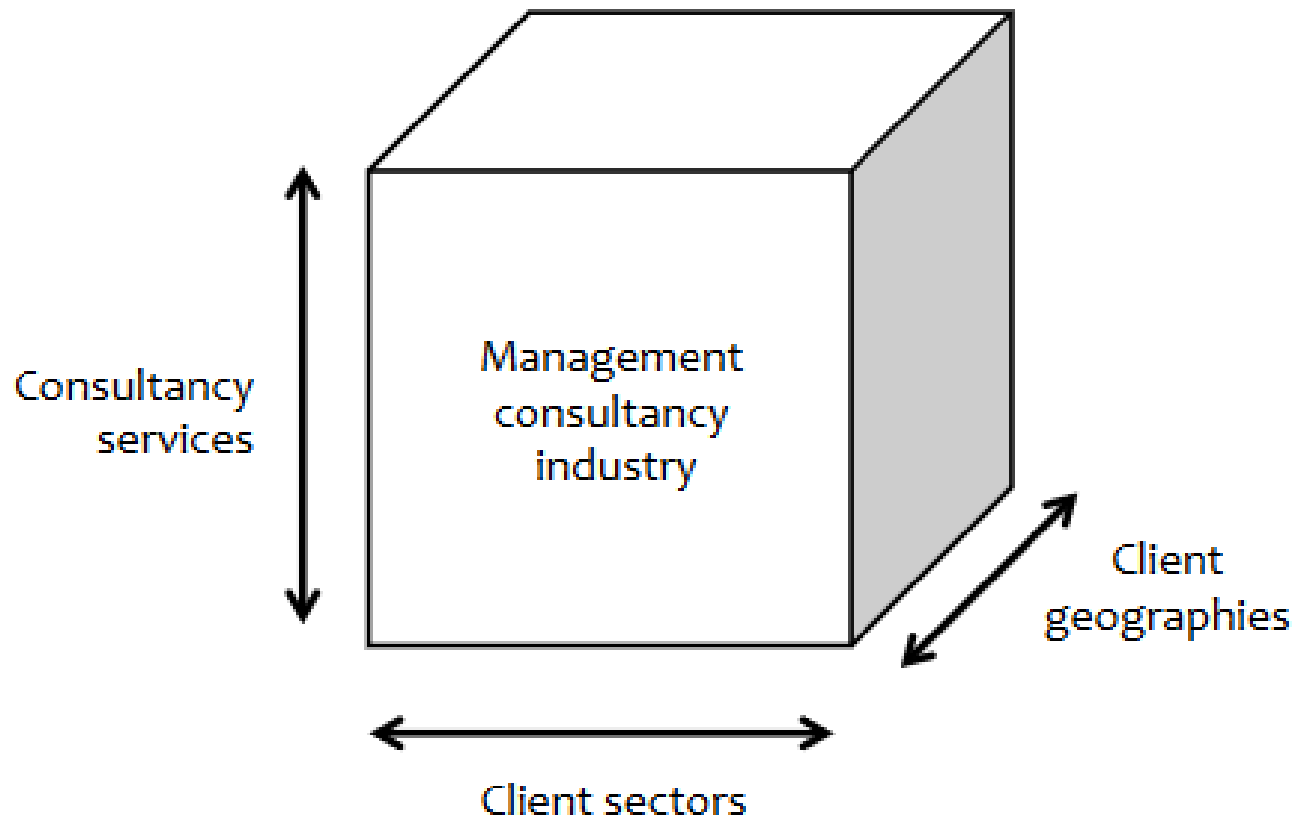 Management
consultancy
industry
Consultancy
services
Client
geographies
Client sectors